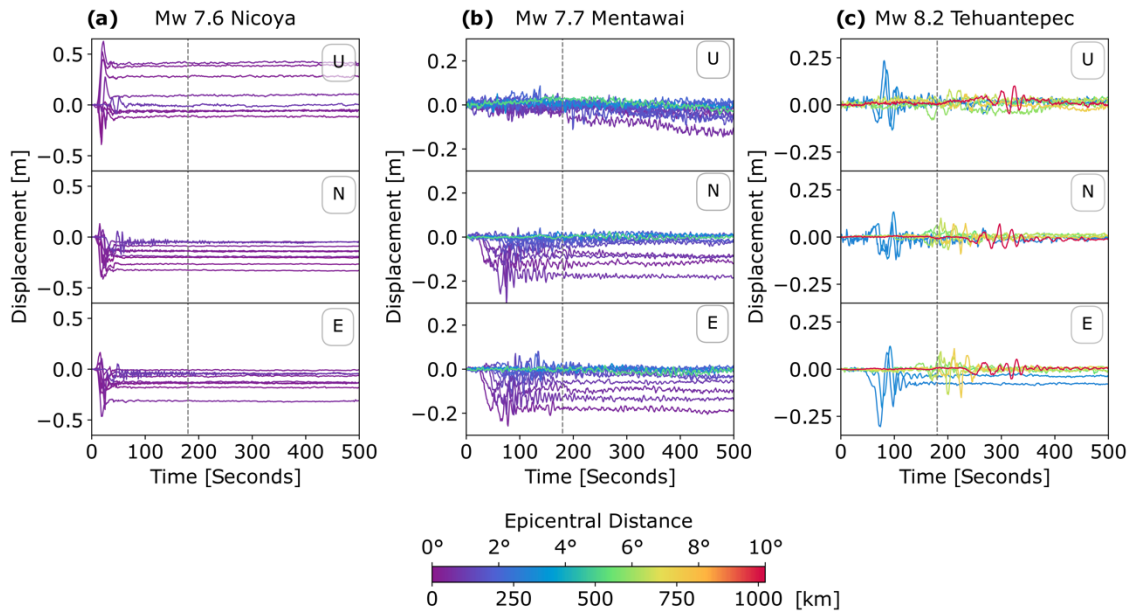 (a) Mw 7.6 Nicoya
(b) Mw 7.7 Mentawai
(c) Mw 8.2 Tehuantepec
Displacement [m]
0.5
0.0
−0.5
U
0.5
0.0
−0.5
N
0.5
0.0
−0.5
E
0 100 200 300 400 500
Time [Seconds]
Displacement [m]
0.2
0.0
−0.2
U
0.2
0.0
−0.2
N
0.2
0.0
−0.2
E
0 100 200 300 400 500
Time [Seconds]
Displacement [m]
0.25
0.00
−0.25
U
0.25
0.00
−0.25
N
0.25
0.00
−0.25
E
0 100 200 300 400 500
Time [Seconds]
Epicentral Distance
0° 2° 4° 6° 8° 10°
0 250 500 750 1000 [km]